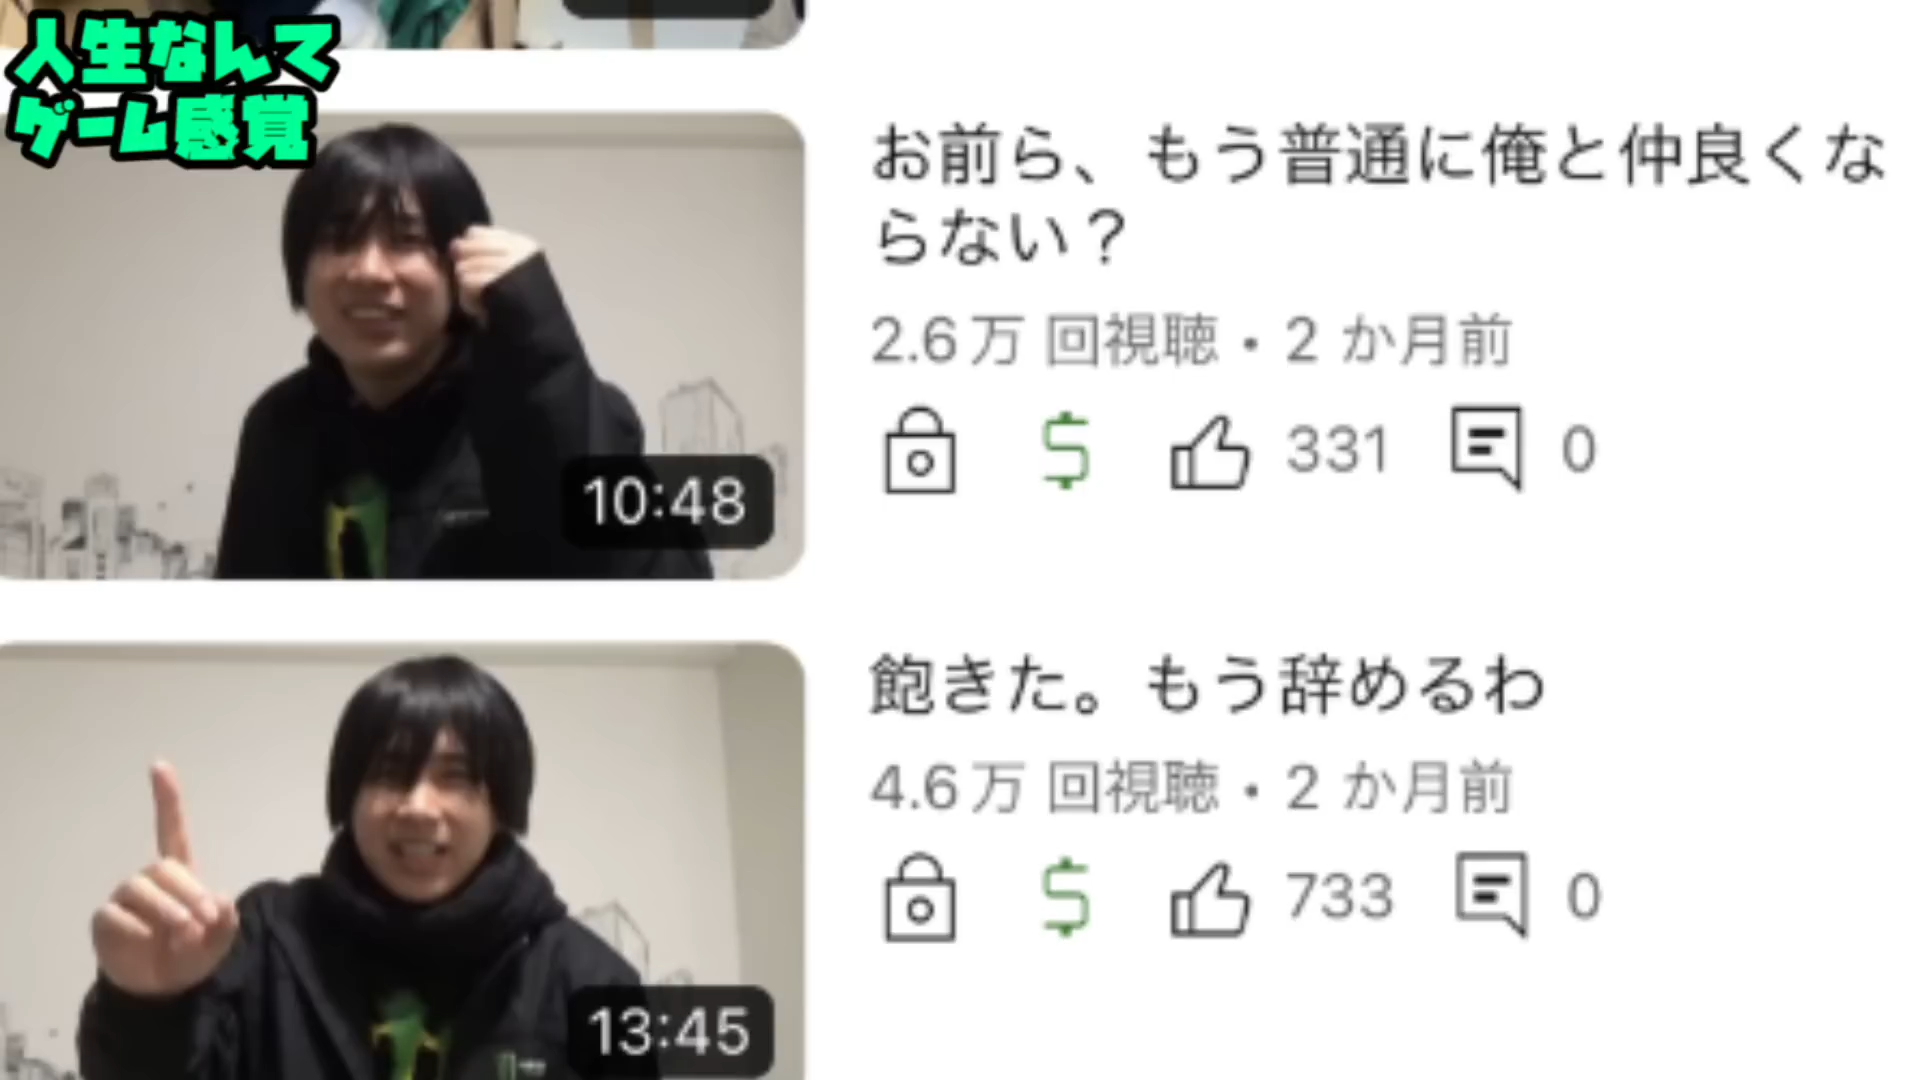 人生なんて
ゲーム感覚
お前ら、もう普通に俺と仲良くな
らない？
2.6万 回視聴・2 か月前
331
0
10:48
飽きた。もう辞めるわ
4.6万 回視聴・2 か月前
733
0
13:45